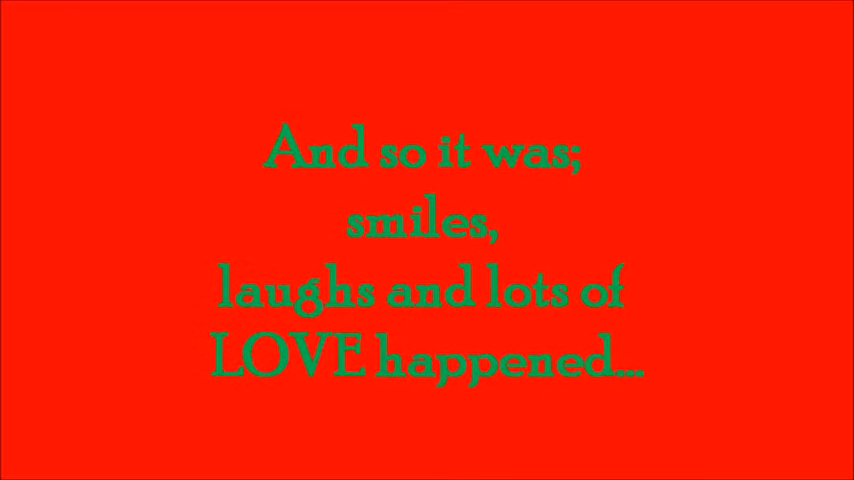 And so it was;
smiles,
laughs and lots of
LOVE happened...